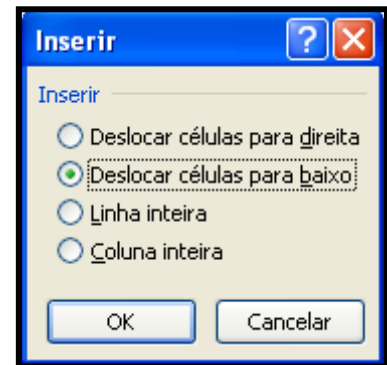 Inserir
Inserir
Deslocar células para direita
Deslocar células para baixo
Linha inteira
Coluna inteira
OK
Cancelar